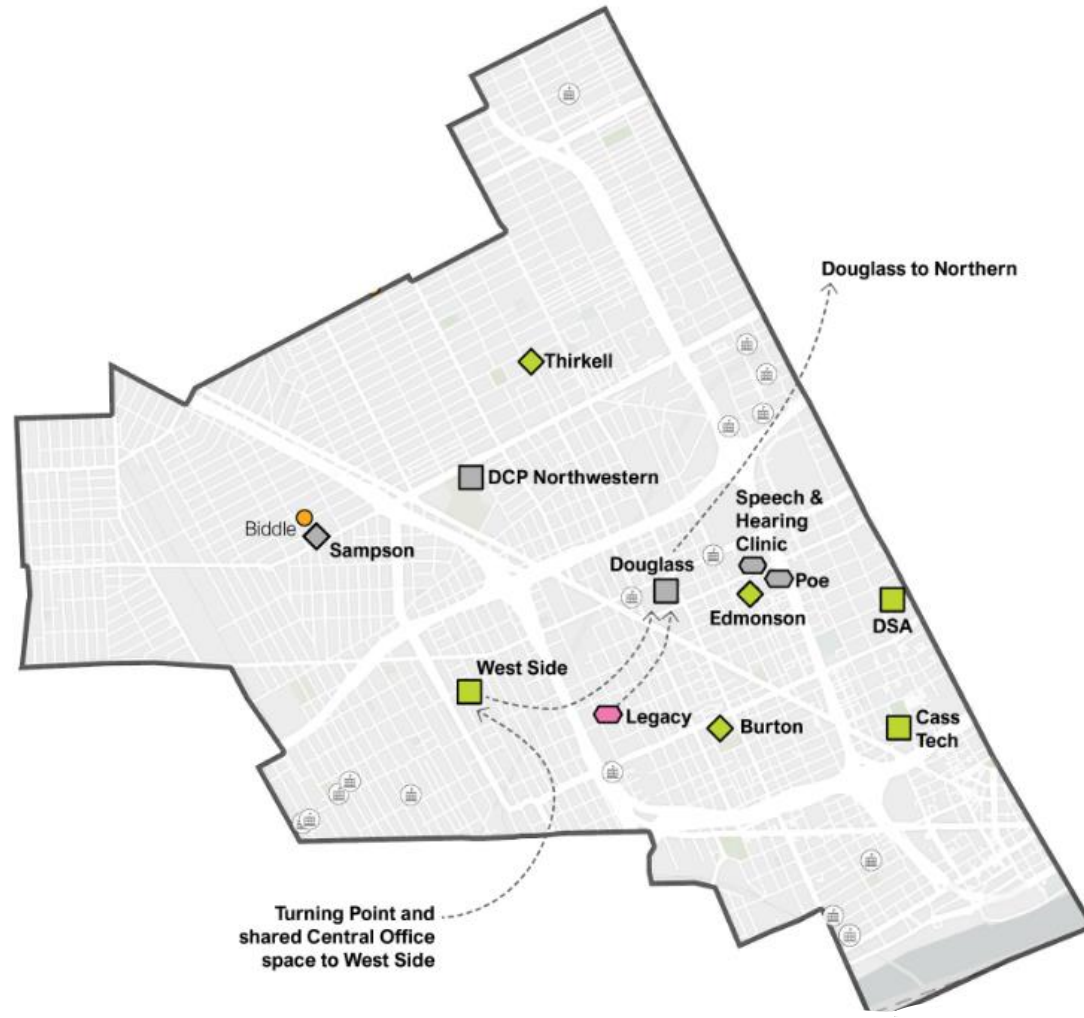 Douglass to Northern
Thirkell
DCP Northwestern
Speech &
Hearing
Clinic
Biddle
Sampson
Douglass
Poe
Edmonson
DSA
West Side
Legacy
Burton
Cass
Tech
Turning Point and
shared Central Office
space to West Side